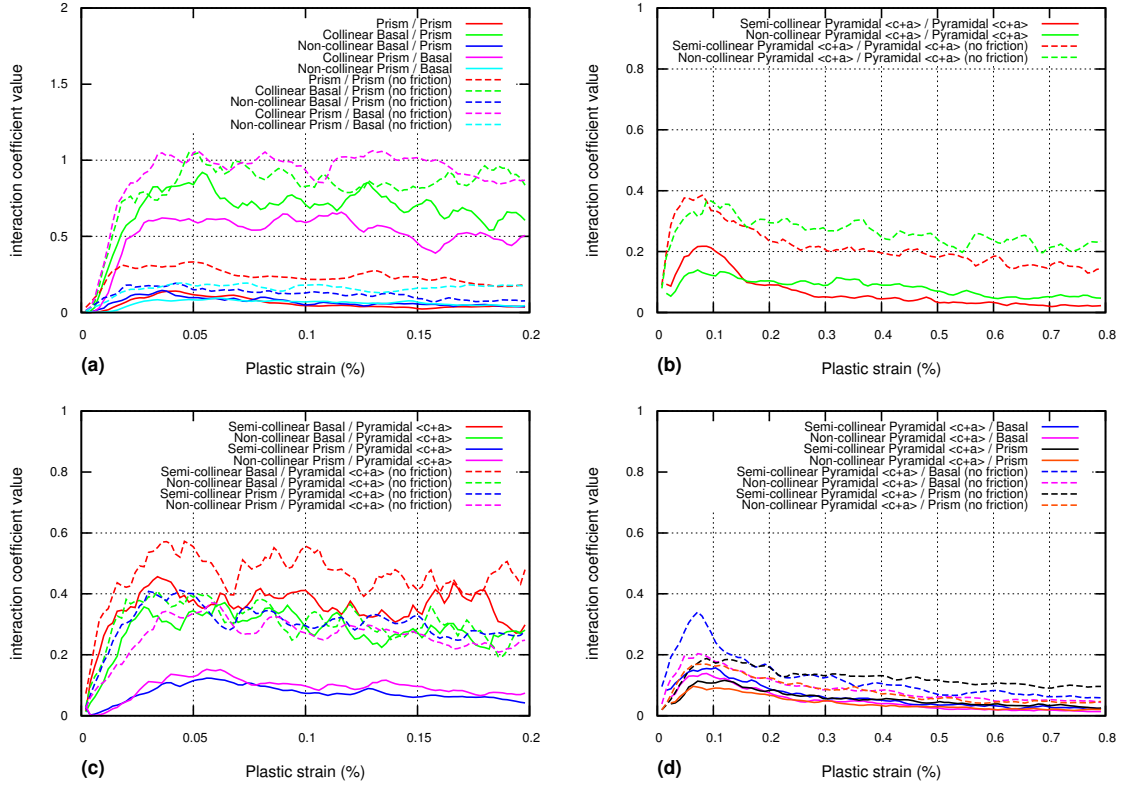 interaction coefficient value
2
1.5
1
0.5
0
Prism / Prism
Collinear Basal / Prism
Non-collinear Basal / Prism
Collinear Prism / Basal
Non-collinear Prism / Basal
Prism / Prism (no friction)
Collinear Basal / Prism (no friction)
Non-collinear Basal / Prism (no friction)
Collinear Prism / Basal (no friction)
Non-collinear Prism / Basal (no friction)
0 0.05 0.1 0.15 0.2
(a) Plastic strain (%)
interaction coefficient value
1
0.8
0.6
0.4
0.2
0
Semi-collinear Pyramidal <c+a> / Pyramidal <c+a>
Non-collinear Pyramidal <c+a> / Pyramidal <c+a>
Semi-collinear Pyramidal <c+a> / Pyramidal <c+a> (no friction)
Non-collinear Pyramidal <c+a> / Pyramidal <c+a> (no friction)
0 0.1 0.2 0.3 0.4 0.5 0.6 0.7 0.8
(b) Plastic strain (%)
interaction coefficient value
1
0.8
0.6
0.4
0.2
0
Semi-collinear Basal / Pyramidal <c+a>
Non-collinear Basal / Pyramidal <c+a>
Semi-collinear Prism / Pyramidal <c+a>
Non-collinear Prism / Pyramidal <c+a>
Semi-collinear Basal / Pyramidal <c+a> (no friction)
Non-collinear Basal / Pyramidal <c+a> (no friction)
Semi-collinear Prism / Pyramidal <c+a> (no friction)
Non-collinear Prism / Pyramidal <c+a> (no friction)
0 0.05 0.1 0.15 0.2
(c) Plastic strain (%)
interaction coefficient value
1
0.8
0.6
0.4
0.2
0
Semi-collinear Pyramidal <c+a> / Basal
Non-collinear Pyramidal <c+a> / Basal
Semi-collinear Pyramidal <c+a> / Prism
Non-collinear Pyramidal <c+a> / Prism
Semi-collinear Pyramidal <c+a> / Basal (no friction)
Non-collinear Pyramidal <c+a> / Basal (no friction)
Semi-collinear Pyramidal <c+a> / Prism (no friction)
Non-collinear Pyramidal <c+a> / Prism (no friction)
0 0.1 0.2 0.3 0.4 0.5 0.6 0.7 0.8
(d) Plastic strain (%)